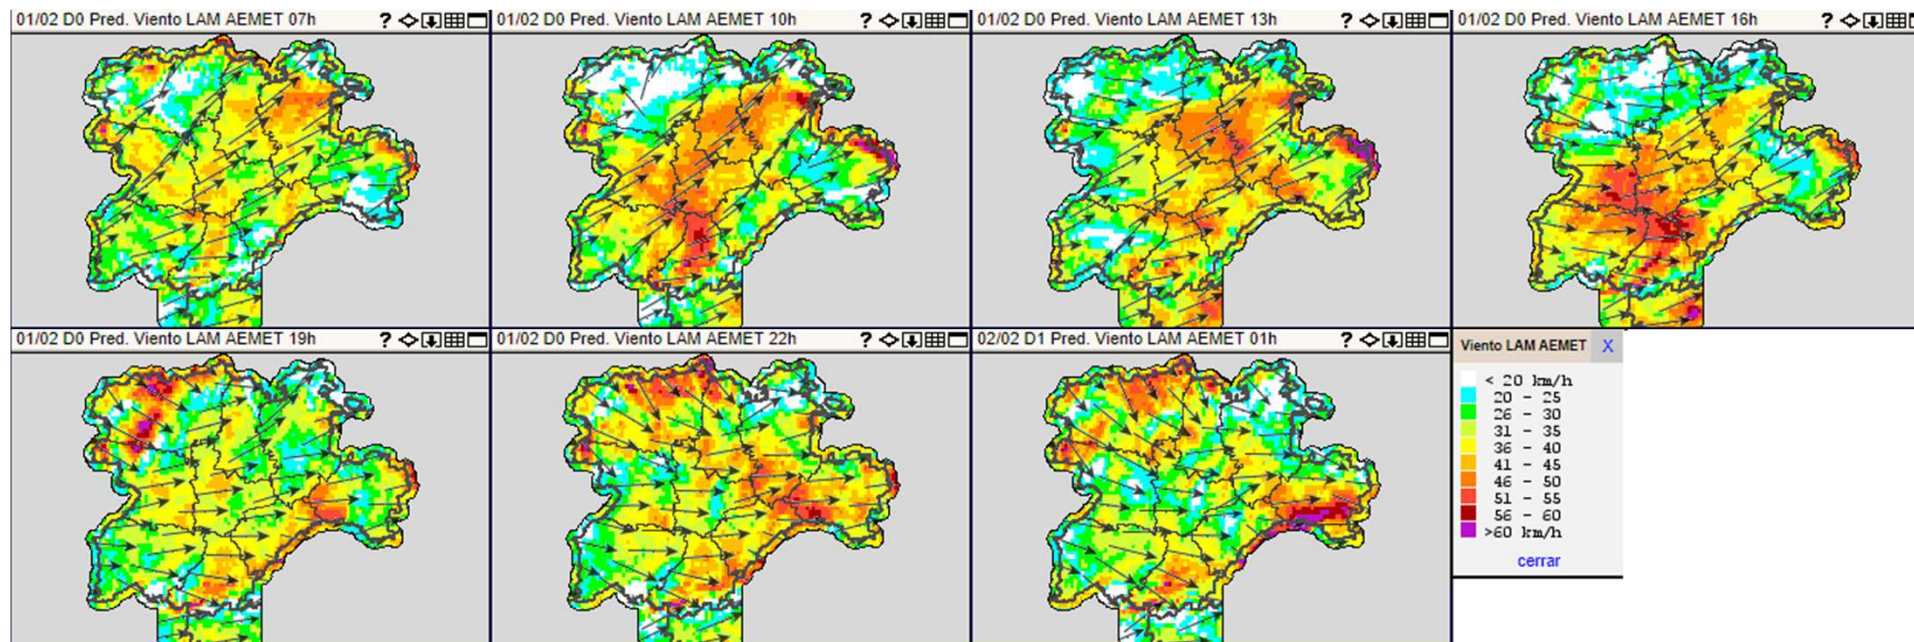 01/02 D0 Pred. Viento LAM AEMET 07h ?
01/02 D0 Pred. Viento LAM AEMET 10h ?
01/02 D0 Pred. Viento LAM AEMET 13h ?
01/02 D0 Pred. Viento LAM AEMET 16h ?
01/02 D0 Pred. Viento LAM AEMET 19h ?
01/02 D0 Pred. Viento LAM AEMET 22h ?
02/02 D1 Pred. Viento LAM AEMET 01h ?
Viento LAM AEMET X
< 20 km/h
20 - 25
26 - 30
31 - 35
36 - 40
41 - 45
46 - 50
51 - 55
56 - 60
>60 km/h
cerrar